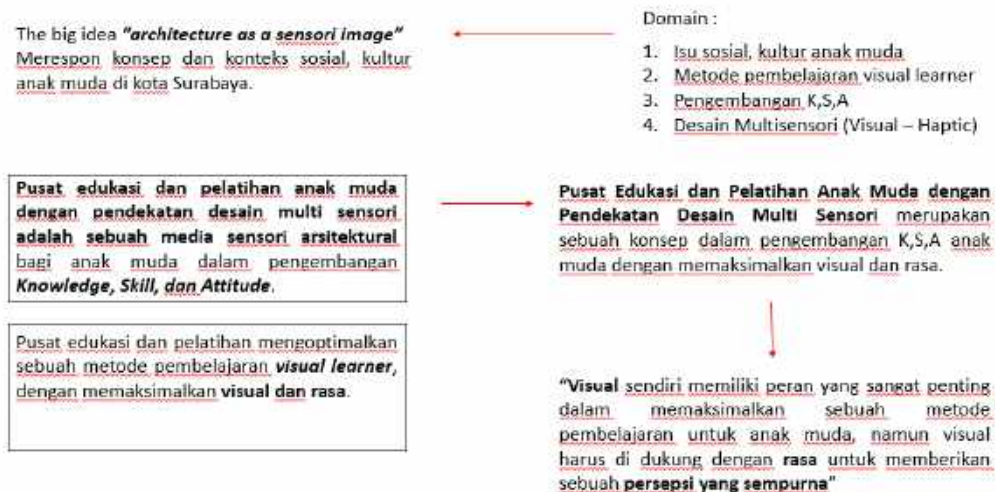 The big idea "architecture as a sensori image"
Merespon konsep dan konteks sosial, kultur
anak muda di kota Surabaya.
Domain :
1. Isu sosial, kultur anak muda
2. Metode pembelajaran visual learner
3. Pengembangan K,S,A
4. Desain Multisensori (Visual – Haptic)
Pusat edukasi dan pelatihan anak muda
dengan pendekatan desain multi sensori
adalah sebuah media sensori arsitektural
bagi anak muda dalam pengembangan
Knowledge, Skill, dan Attitude.
Pusat Edukasi dan Pelatihan Anak Muda dengan
Pendekatan Desain Multi Sensori merupakan
sebuah konsep dalam pengembangan K,S,A anak
muda dengan memaksimalkan visual dan rasa.
Pusat edukasi dan pelatihan mengoptimalkan
sebuah metode pembelajaran visual learner,
dengan memaksimalkan visual dan rasa.
"Visual sendiri memiliki peran yang sangat penting
dalam memaksimalkan sebuah metode
pembelajaran untuk anak muda, namun visual
harus di dukung dengan rasa untuk memberikan
sebuah persepsi yang sempurna"